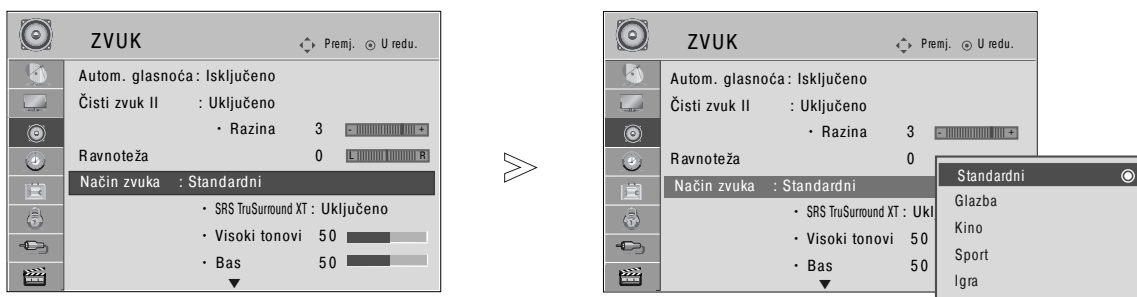 ZVUK Premj. U redu.
Autom. glasnoća : Isključeno
Čisti zvuk II : Uključeno
• Razina 3 - +
Ravnoteža 0 L R
Način zvuka : Standardni
• SRS TruSurround XT : Uključeno
• Visoki tonovi 50
• Bas 50
ZVUK Premj. U redu.
Autom. glasnoća : Isključeno
Čisti zvuk II : Uključeno
• Razina 3 - +
Ravnoteža 0
Način zvuka : Standardni
• SRS TruSurround XT : Uklj
• Visoki tonovi 50
• Bas 50
Standardni
Glazba
Kino
Sport
Igra